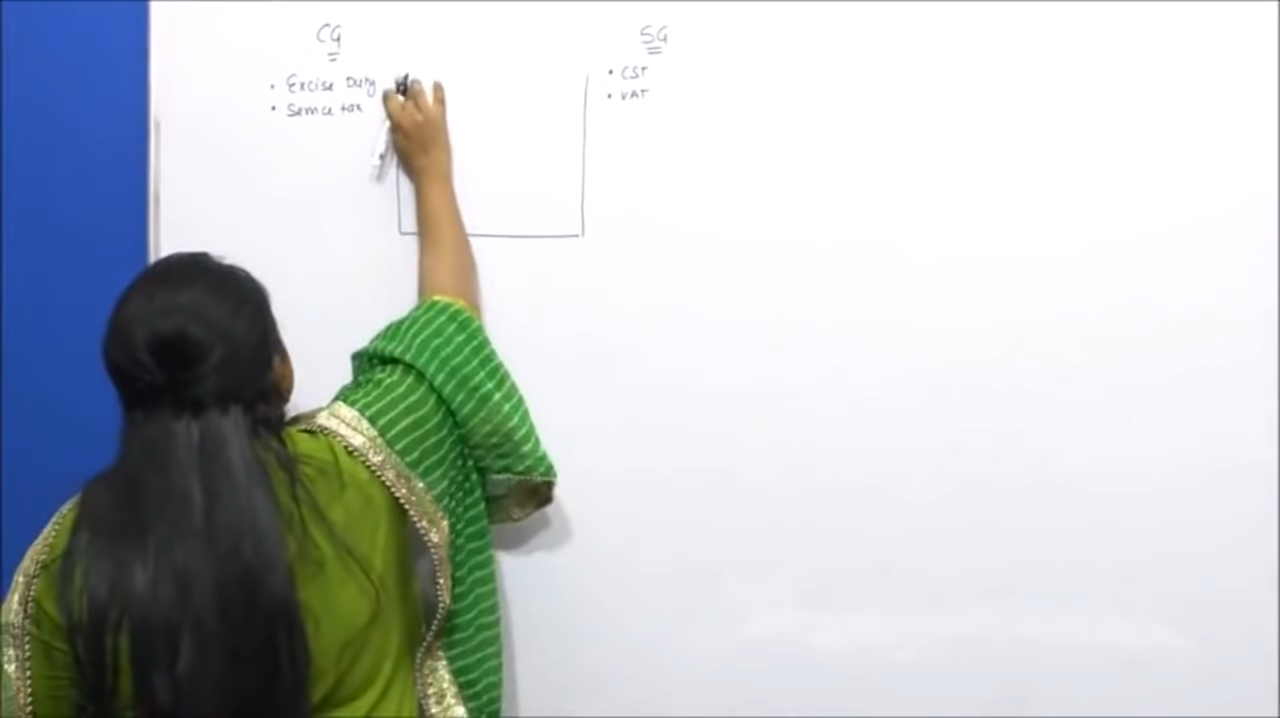 CG
SG
• Excise Duty
• Service tax
• CST
• VAT